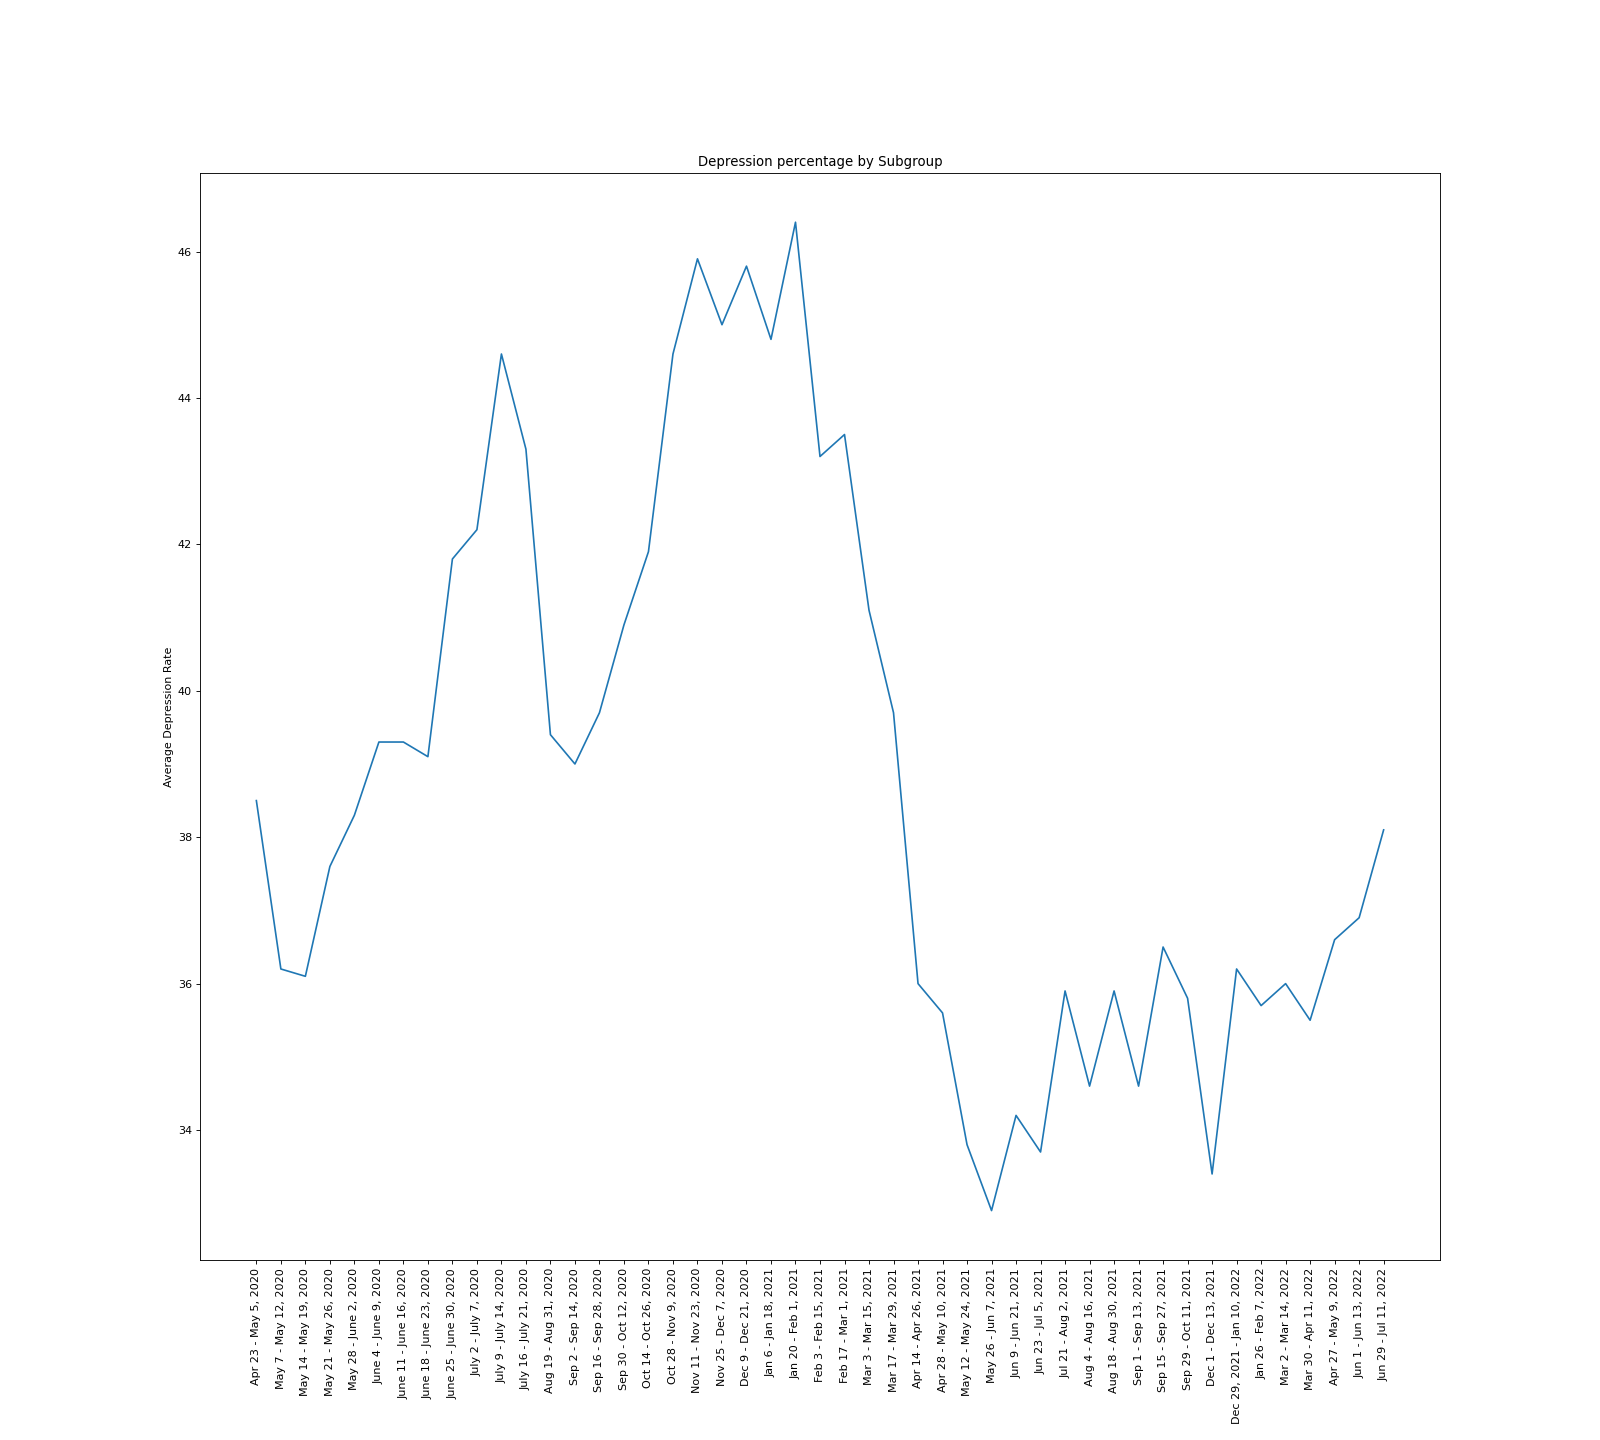 Depression percentage by Subgroup
Average Depression Rate
46
44
42
40
38
36
34
Apr 23 - May 5, 2020
May 7 - May 12, 2020
May 14 - May 19, 2020
May 21 - May 26, 2020
May 28 - June 2, 2020
June 4 - June 9, 2020
June 11 - June 16, 2020
June 18 - June 23, 2020
June 25 - June 30, 2020
July 2 - July 7, 2020
July 9 - July 14, 2020
July 16 - July 21, 2020
Aug 19 - Aug 31, 2020
Sep 2 - Sep 14, 2020
Sep 16 - Sep 28, 2020
Sep 30 - Oct 12, 2020
Oct 14 - Oct 26, 2020
Oct 28 - Nov 9, 2020
Nov 11 - Nov 23, 2020
Nov 25 - Dec 7, 2020
Dec 9 - Dec 21, 2020
Jan 6 - Jan 18, 2021
Jan 20 - Feb 1, 2021
Feb 3 - Feb 15, 2021
Feb 17 - Mar 1, 2021
Mar 3 - Mar 15, 2021
Mar 17 - Mar 29, 2021
Apr 14 - Apr 26, 2021
Apr 28 - May 10, 2021
May 12 - May 24, 2021
May 26 - Jun 7, 2021
Jun 9 - Jun 21, 2021
Jun 23 - Jul 5, 2021
Jul 21 - Aug 2, 2021
Aug 4 - Aug 16, 2021
Aug 18 - Aug 30, 2021
Sep 1 - Sep 13, 2021
Sep 15 - Sep 27, 2021
Sep 29 - Oct 11, 2021
Dec 1 - Dec 13, 2021
Dec 29, 2021 - Jan 10, 2022
Jan 26 - Feb 7, 2022
Mar 2 - Mar 14, 2022
Mar 30 - Apr 11, 2022
Apr 27 - May 9, 2022
Jun 1 - Jun 13, 2022
Jun 29 - Jul 11, 2022